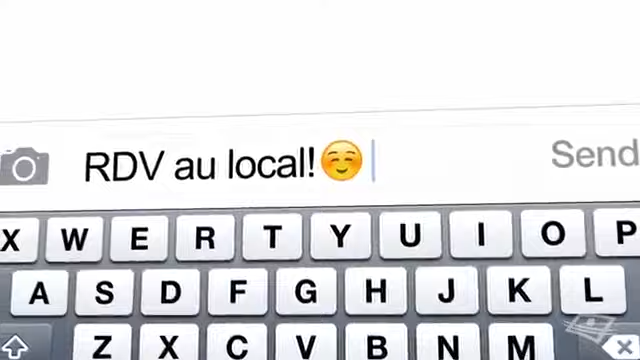 RDV au local!☺️ Send
X W E R T Y U I O P
A S D F G H J K L
Z X C V B N M